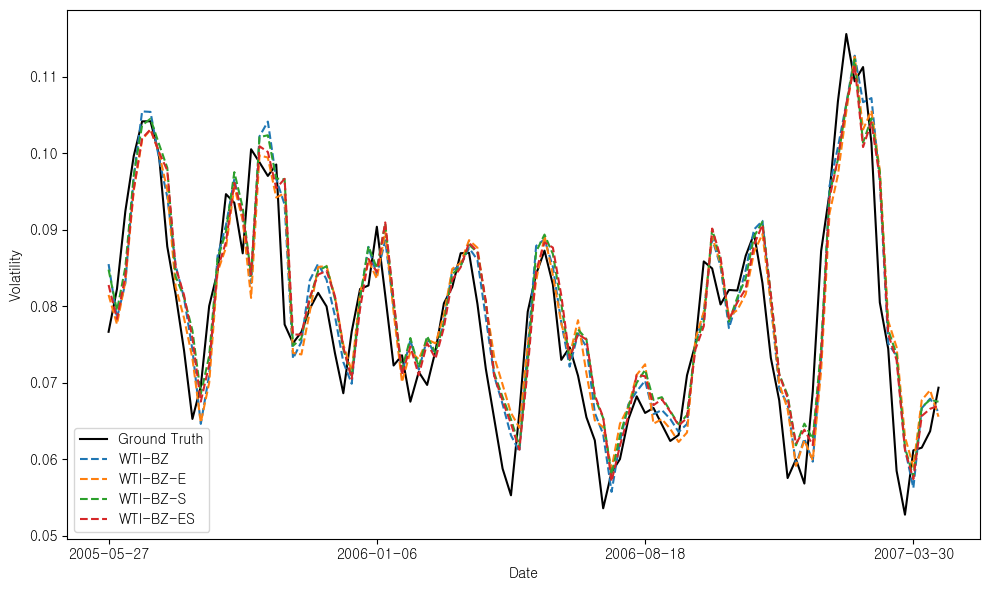 Volatility
0.11
0.10
0.09
0.08
0.07
0.06
0.05
Ground Truth
WTI-BZ
WTI-BZ-E
WTI-BZ-S
WTI-BZ-ES
2005-05-27 2006-01-06 2006-08-18 2007-03-30
Date